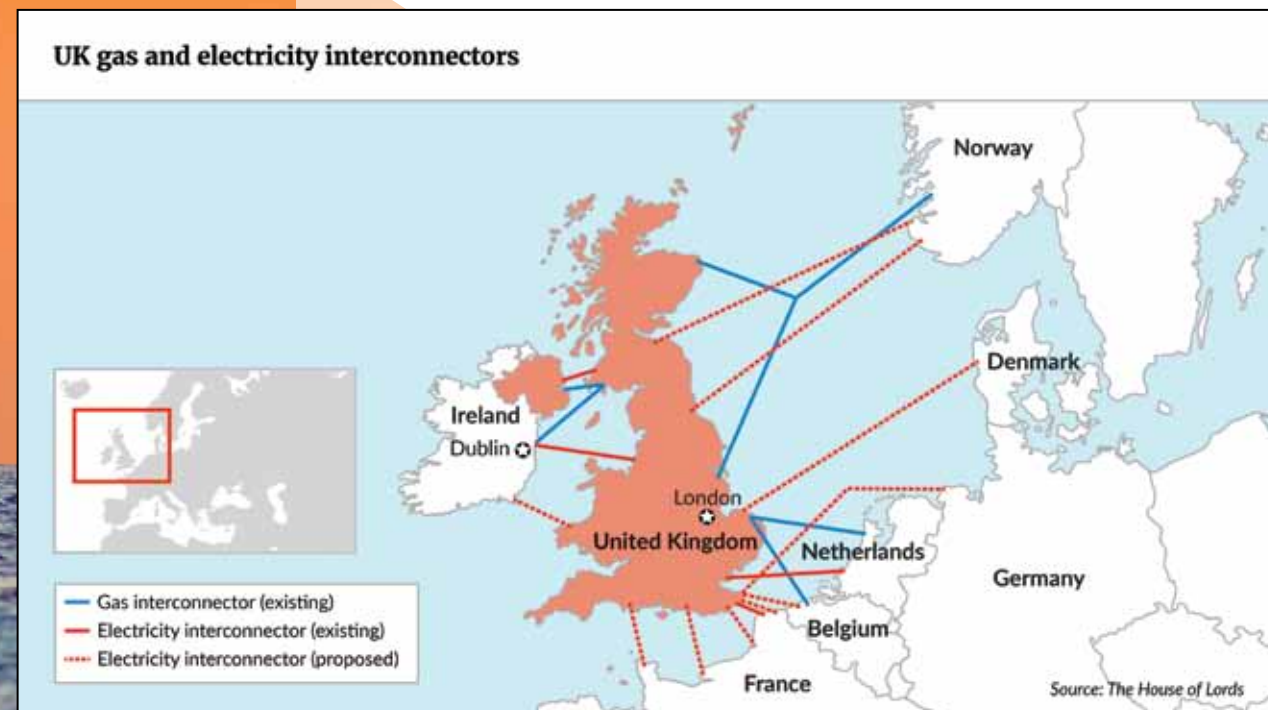 UK gas and electricity interconnectors
Norway
Denmark
Ireland
Dublin
London
United Kingdom
Netherlands
Germany
Belgium
France
Gas interconnector (existing)
Electricity interconnector (existing)
Electricity interconnector (proposed)
Source: The House of Lords